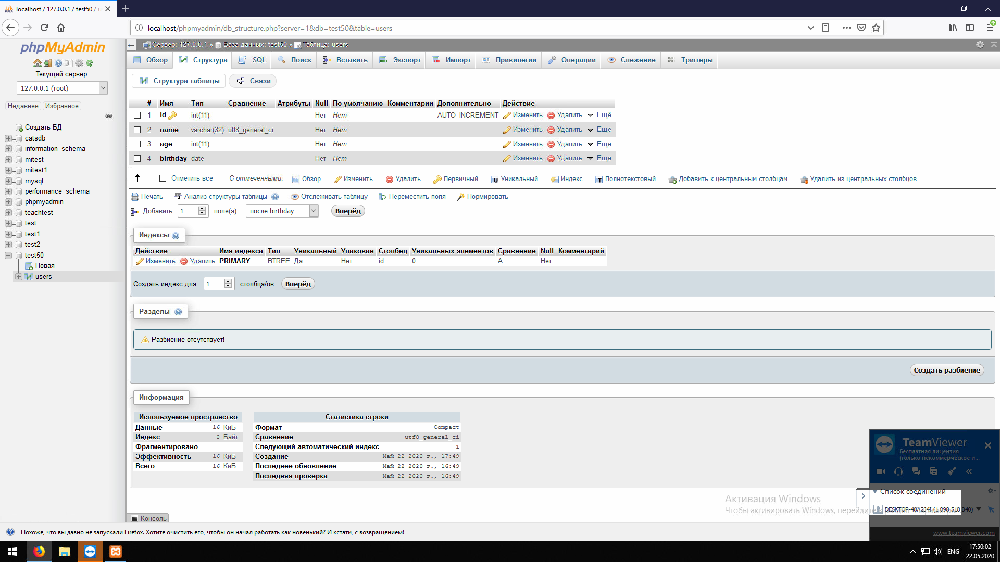 localhost / 127.0.0.1 / test50 / u
localhost/phpmyadmin/db_structure.php?server=1&db=test50&table=users
phpMyAdmin
Текущий сервер:
127.0.0.1 (root)
Недавнее Избранное
Создать БД
catsdb
information_schema
mitest
mitest1
mysql
performance_schema
phpmyadmin
teachtest
test
test1
test2
test50
Новая
users
Сервер: 127.0.0.1 » База данных: test50 » Таблица: users
Обзор Структура SQL Поиск Вставить Экспорт Импорт Привилегии Операции Слежение Триггеры
Структура таблицы Связи
# Имя Тип Сравнение Атрибуты Null По умолчанию Комментарии Дополнительно Действие
1 id int(11) Нет Нет AUTO_INCREMENT Изменить Удалить Ещё
2 name varchar(32) utf8_general_ci Нет Нет Изменить Удалить Ещё
3 age int(11) Нет Нет Изменить Удалить Ещё
4 birthday date Нет Нет Изменить Удалить Ещё
Отметить все С отмеченными: Обзор Изменить Удалить Первичный Уникальный Индекс Полнотекстовый Добавить к центральным столбцам Удалить из центральных столбцов
Печать Анализ структуры таблицы Отслеживать таблицу Переместить поля Нормировать
Добавить 1 поле(я) после birthday Вперёд
Индексы
Действие Имя индекса Тип Уникальный Упакован Столбец Уникальных элементов Сравнение Null Комментарий
Изменить Удалить PRIMARY BTREE Да Нет id 0 A Нет
Создать индекс для 1 столбца/ов Вперёд
Разделы
Разбиение отсутствует!
Создать разбиение
Информация
Используемое пространство
Данные 16 КиБ
Индекс 0 Байт
Фрагментировано
Эффективность 16 КиБ
Всего 16 КиБ
Статистика строки
Формат Compact
Сравнение utf8_general_ci
Следующий автоматический индекс 1
Создание Май 22 2020 г., 17:49
Последнее обновление Май 22 2020 г., 16:49
Последняя проверка Май 22 2020 г., 16:49
Консоль
Активация Windows
Чтобы активировать Windows, перейдите в раздел "Параметры".
TeamViewer
Бесплатная лицензия
(только некоммерческое и...
Список соединений
DESKTOP-48A2J4I (1 898 518 840)
www.teamviewer.com
Похоже, что вы давно не запускали Firefox. Хотите очистить его, чтобы он начал работать как новенький? И кстати, с возвращением!
ENG
17:50:02
22.05.2020